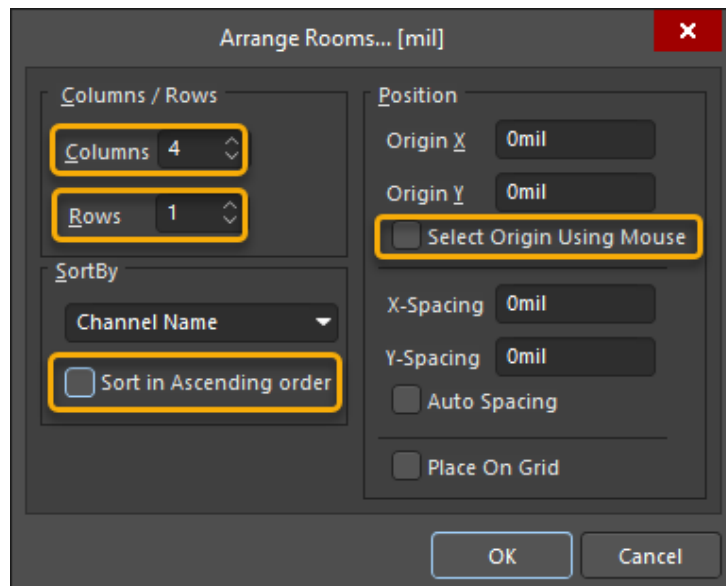 Arrange Rooms... [mil]
Columns / Rows
Columns 4
Rows 1
SortBy
Channel Name
Sort in Ascending order
Position
Origin X 0mil
Origin Y 0mil
Select Origin Using Mouse
X-Spacing 0mil
Y-Spacing 0mil
Auto Spacing
Place On Grid
OK
Cancel